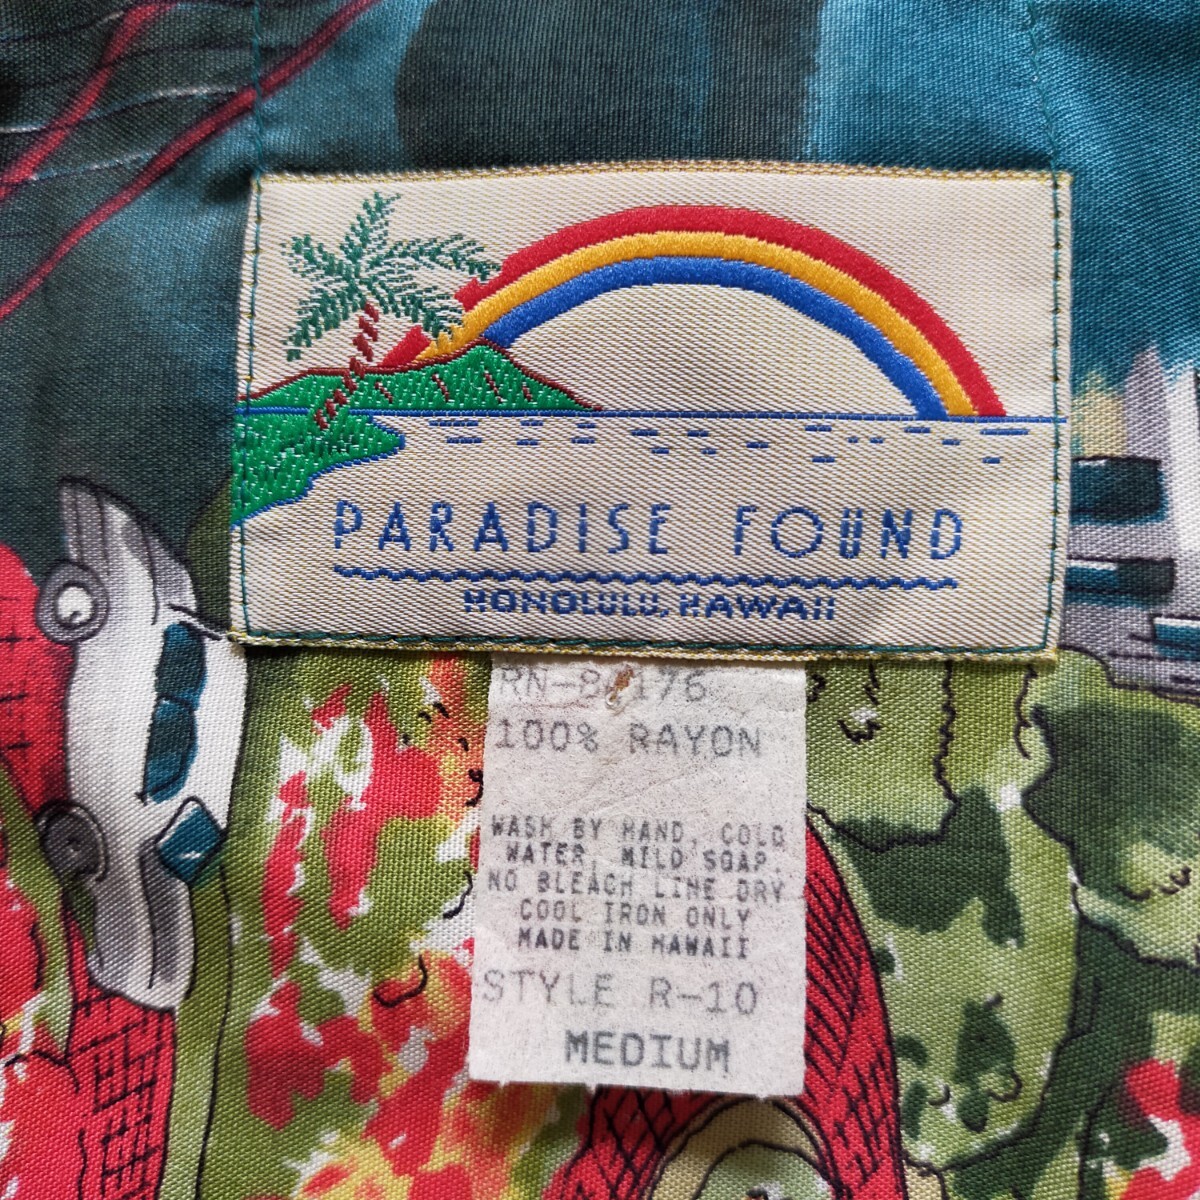 PARADISE FOUND
HONOLULU, HAWAII
100% RAYON
WASH BY HAND, COLD
WATER, MILD SOAP,
NO BLEACH LINE DRY
COOL IRON ONLY
MADE IN HAWAII
STYLE R-10
MEDIUM